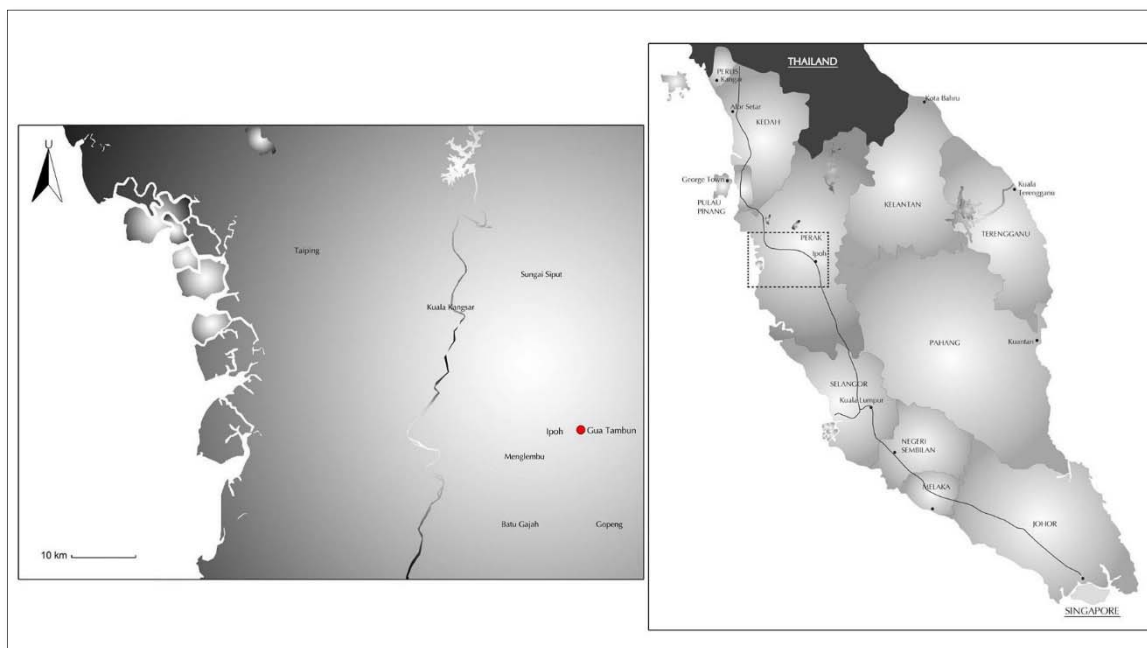 U
Taiping
Sungai Siput
Kuala Kangsar
Ipoh
Gua Tambun
Menglembu
Batu Gajah
Gopeng
10 km
THAILAND
PERLIS
Kangar
Kota Bahru
Alor Setar
KEDAH
George Town
PULAU
PINANG
Kuala
Terengganu
KELANTAN
TERENGGANU
PERAK
Ipoh
Kuantan
PAHANG
SELANGOR
Kuala Lumpur
NEGERI
SEMBILAN
MELAKA
JOHOR
SINGAPORE